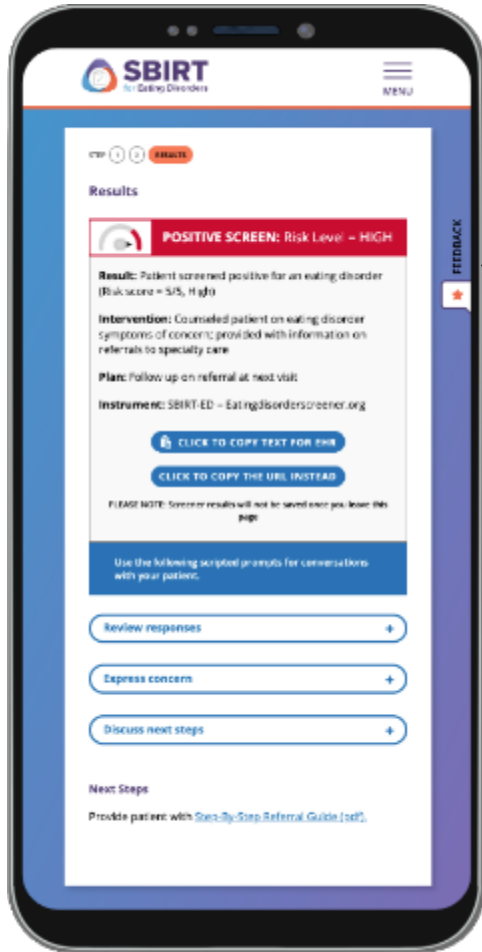 SBIRT
for Eating Disorders
MENU
STEP 1 2 RESULTS
Results
POSITIVE SCREEN: Risk Level = HIGH
Result: Patient screened positive for an eating disorder
(Risk score = 5/5, High)
Intervention: Counseled patient on eating disorder
symptoms of concern; provided with information on
referrals to specialty care
Plan: Follow up on referral at next visit
Instrument: SBIRT-ED – Eatingdisorderscreener.org
CLICK TO COPY TEXT FOR EHR
CLICK TO COPY THE URL INSTEAD
PLEASE NOTE: Screener results will not be saved once you leave this
page
Use the following scripted prompts for conversations
with your patient.
Review responses +
Express concern +
Discuss next steps +
Next Steps
Provide patient with Step-By-Step Referral Guide (pdf).
FEEDBACK